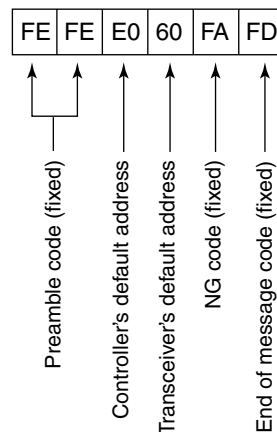 FE FE E0 60 FA FD
Preamble code (fixed)
Controller's default address
Transceiver's default address
NG code (fixed)
End of message code (fixed)